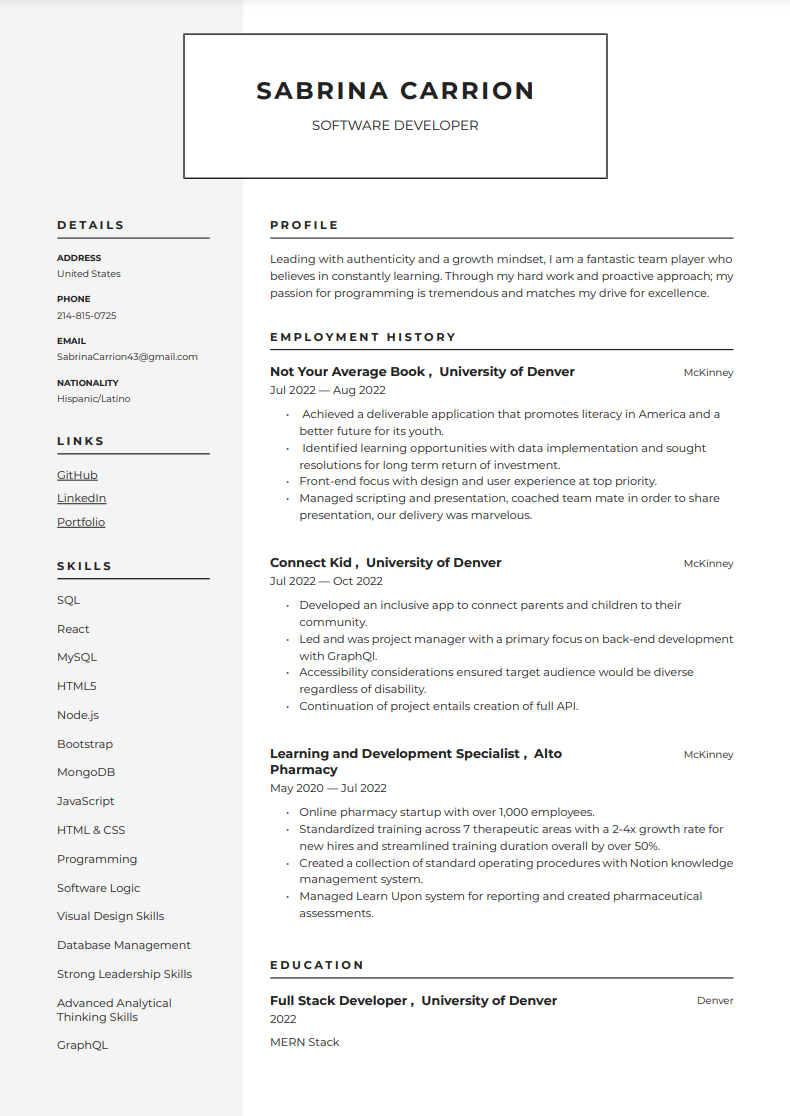 SABRINA CARRION
SOFTWARE DEVELOPER
DETAILS
ADDRESS
United States
PHONE
214-815-0725
EMAIL
SabrinaCarrion43@gmail.com
NATIONALITY
Hispanic/Latino
LINKS
GitHub
LinkedIn
Portfolio
SKILLS
SQL
React
MySQL
HTML5
Node.js
Bootstrap
MongoDB
JavaScript
HTML & CSS
Programming
Software Logic
Visual Design Skills
Database Management
Strong Leadership Skills
Advanced Analytical
Thinking Skills
GraphQL
PROFILE
Leading with authenticity and a growth mindset, I am a fantastic team player who
believes in constantly learning. Through my hard work and proactive approach; my
passion for programming is tremendous and matches my drive for excellence.
EMPLOYMENT HISTORY
Not Your Average Book , University of Denver McKinney
Jul 2022 — Aug 2022
• Achieved a deliverable application that promotes literacy in America and a
better future for its youth.
• Identified learning opportunities with data implementation and sought
resolutions for long term return of investment.
• Front-end focus with design and user experience at top priority.
• Managed scripting and presentation, coached team mate in order to share
presentation, our delivery was marvelous.
Connect Kid , University of Denver McKinney
Jul 2022 — Oct 2022
• Developed an inclusive app to connect parents and children to their
community.
• Led and was project manager with a primary focus on back-end development
with GraphQl.
• Accessibility considerations ensured target audience would be diverse
regardless of disability.
• Continuation of project entails creation of full API.
Learning and Development Specialist , Alto McKinney
Pharmacy
May 2020 — Jul 2022
• Online pharmacy startup with over 1,000 employees.
• Standardized training across 7 therapeutic areas with a 2-4x growth rate for
new hires and streamlined training duration overall by over 50%.
• Created a collection of standard operating procedures with Notion knowledge
management system.
• Managed Learn Upon system for reporting and created pharmaceutical
assessments.
EDUCATION
Full Stack Developer , University of Denver Denver
2022
MERN Stack